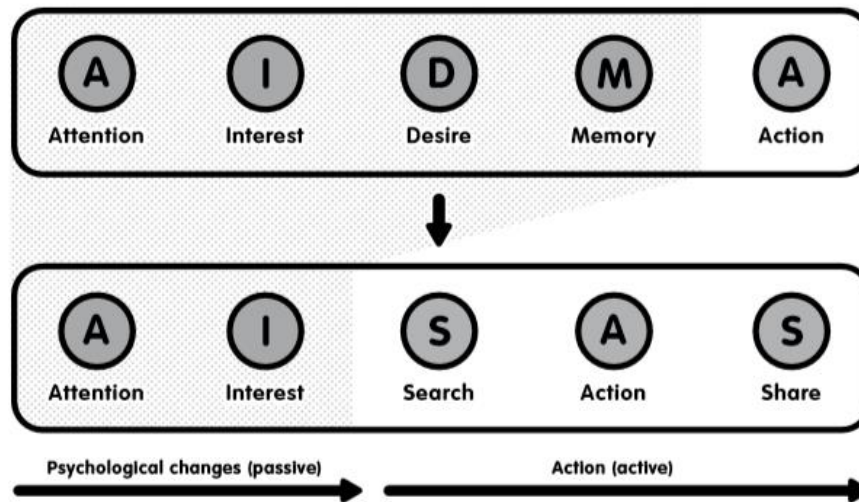 A I D M A
Attention Interest Desire Memory Action
A I S A S
Attention Interest Search Action Share
Psychological changes (passive) Action (active)